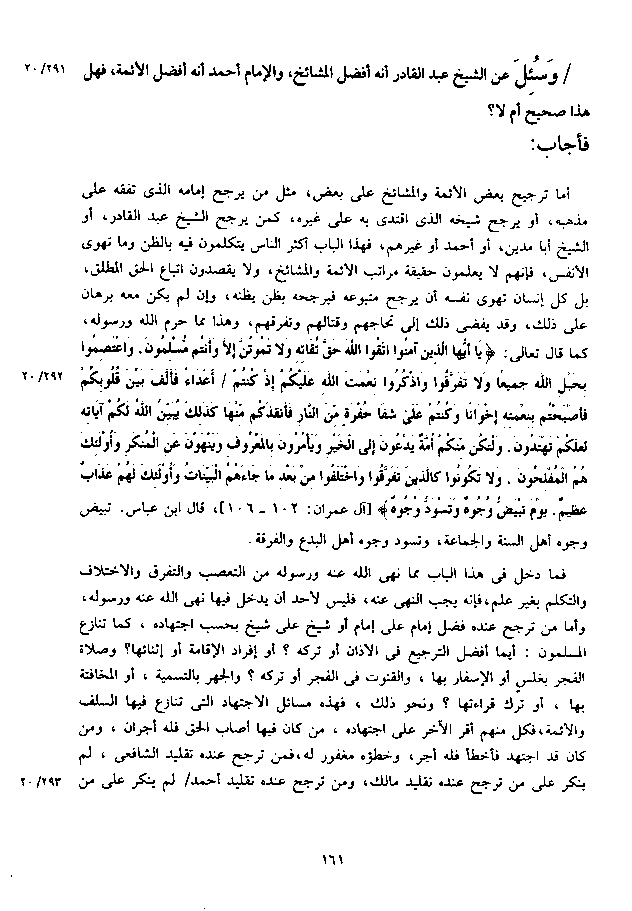 / وَسُئِلَ عن الشيخ عبد القادر أنه أفضل المشائخ، والإمام أحمد أنه أفضل الأئمة، فهل ٢٠/٢٩١
هذا صحيح أم لا؟
فأجاب:
أما ترجيح بعض الأئمة والمشائخ على بعض، مثل من يرجح إمامه الذى تفقه على
مذهبه، أو يرجح شيخه الذى اقتدى به على غيره، كمن يرجح الشيخ عبد القادر، أو
الشيخ أبا مدين، أو أحمد أو غيرهم، فهذا الباب أكثر الناس يتكلمون فيه بالظن وما تهوى
الأنفس، فإنهم لا يعلمون حقيقة مراتب الأئمة والمشائخ، ولا يقصدون اتباع الحق المطلق،
بل كل إنسان تهوى نفسه أن يرجح متبوعه فيرجحه بظن يظنه، وإن لم يكن معه برهان
على ذلك، وقد يفضى ذلك إلى تحاجهم وقتالهم وتفرقهم، وهذا مما حرم الله ورسوله،
كما قال تعالى: ﴿يَا أَيُّهَا الَّذِينَ آمَنُوا اتَّقُوا اللَّهَ حَقَّ تُقَاتِهِ وَلا تَمُوتُنَّ إِلاَّ وَأَنتُم مُّسْلِمُونَ. وَاعْتَصِمُوا
بِحَبْلِ اللَّهِ جَمِيعًا وَلا تَفَرَّقُوا وَاذْكُرُوا نِعْمَتَ اللَّهِ عَلَيْكُمْ إِذْ كُنتُمْ / أَعْدَاءً فَأَلَّفَ بَيْنَ قُلُوبِكُمْ ٢٠/٢٩٢
فَأَصْبَحْتُم بِنِعْمَتِهِ إِخْوَانًا وَكُنتُمْ عَلَىٰ شَفَا حُفْرَةٍ مِّنَ النَّارِ فَأَنقَذَكُم مِّنْهَا كَذَلِكَ يُبَيِّنُ اللَّهُ لَكُمْ آيَاتِهِ
لَعَلَّكُمْ تَهْتَدُونَ. وَلْتَكُن مِّنكُمْ أُمَّةٌ يَدْعُونَ إِلَى الْخَيْرِ وَيَأْمُرُونَ بِالْمَعْرُوفِ وَيَنْهَوْنَ عَنِ الْمُنكَرِ وَأُوْلَئِكَ
هُمُ الْمُفْلِحُونَ. وَلا تَكُونُوا كَالَّذِينَ تَفَرَّقُوا وَاخْتَلَفُوا مِنْ بَعْدِ مَا جَاءَهُمُ الْبَيِّنَاتُ وَأُوْلَئِكَ لَهُمْ عَذَابٌ
عَظِيمٌ. يَوْمَ تَبْيَضُّ وُجُوهٌ وَتَسْوَدُّ وُجُوهٌ﴾ [آل عمران: ١٠٢ ـ ١٠٦]، قال ابن عباس. تبيض
وجوه أهل السنة والجماعة، وتسود وجوه أهل البدع والفرقة.
فما دخل فى هذا الباب مما نهى الله عنه ورسوله من التعصب والتفرق والاختلاف
والتكلم بغير علم، فإنه يجب النهى عنه، فليس لأحد أن يدخل فيها نهى الله عنه ورسوله،
وأما من ترجح عنده فضل إمام على إمام أو شيخ على شيخ بحسب اجتهاده ، كما تنازع
المسلمون : أيما أفضل الترجيع فى الأذان أو تركه ؟ أو إفراد الإقامة أو إثنائها؟ وصلاة
الفجر بغلس أو الإسفار بها ، والقنوت فى الفجر أو تركه ؟ والجهر بالتسمية ، أو المخافتة
بها ، أو ترك قراءتها ؟ ونحو ذلك ، فهذه مسائل الاجتهاد التى تنازع فيها السلف
والأئمة، فكل منهم أقر الآخر على اجتهاده ، من كان فيها أصاب الحق فله أجران ، ومن
كان قد اجتهد فأخطأ فله أجر، وخطؤه مغفور له، فمن ترجح عنده تقليد الشافعى ، لم
ينكر على من ترجح عنده تقليد مالك، ومن ترجح عنده تقليد أحمد/ لم ينكر على من ٢٠/٢٩٣
١٦١